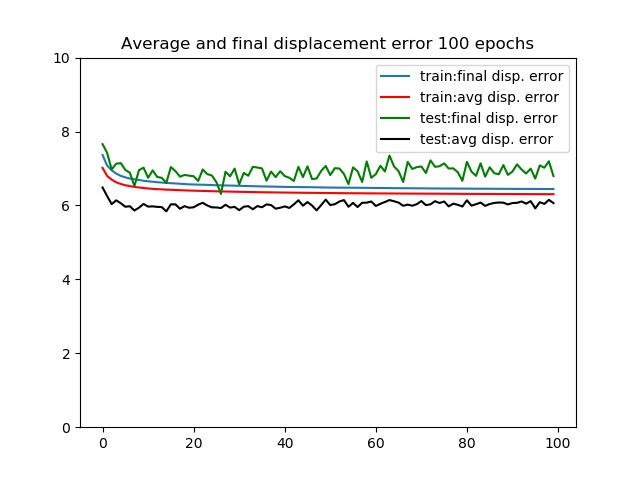 Average and final displacement error 100 epochs
train:final disp. error
train:avg disp. error
test:final disp. error
test:avg disp. error
10
8
6
4
2
0
0 20 40 60 80 100